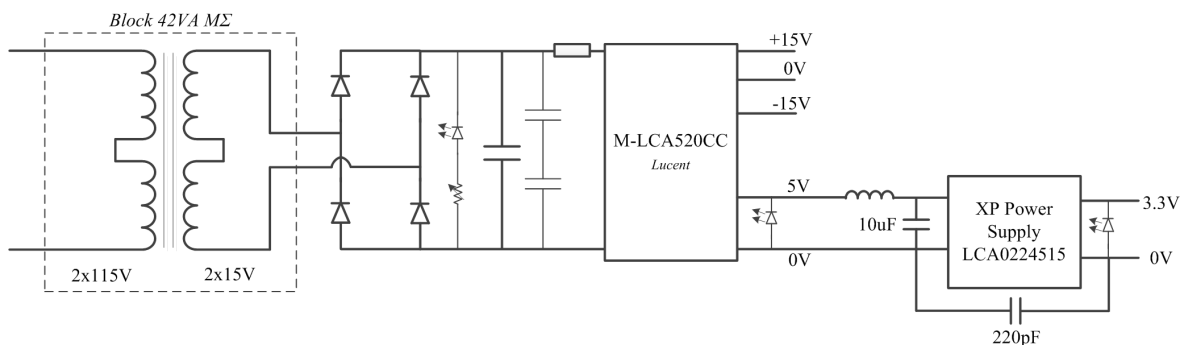 Block 42VA MΣ
+15V
0V
-15V
M-LCA520CC
Lucent
5V
10uF
0V
XP Power
Supply
LCA0224515
3.3V
0V
2x115V
2x15V
220pF